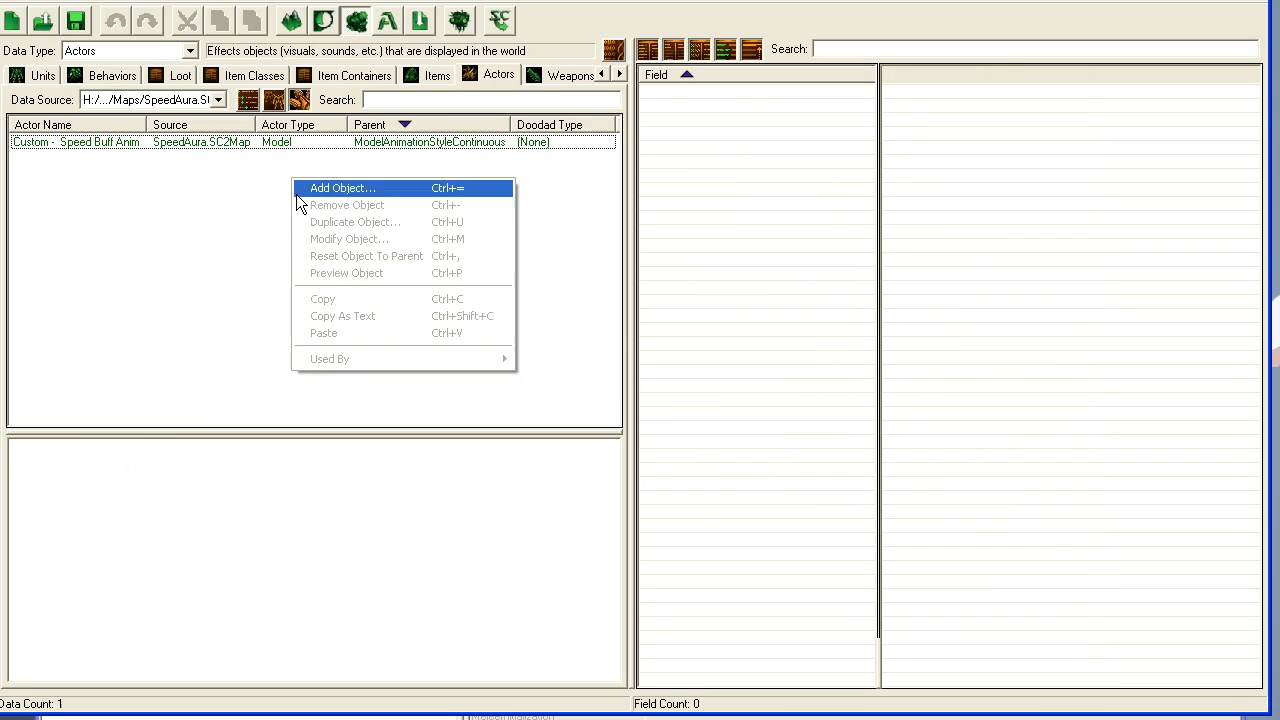 Data Type: Actors Effects objects (visuals, sounds, etc.) that are displayed in the world Search:
Units Behaviors Loot Item Classes Item Containers Items Actors Weapons
Data Source: H:/.../Maps/SpeedAura.S Search:
Field
Actor Name Source Actor Type Parent Doodad Type
Custom - Speed Buff Anim SpeedAura.SC2Map Model ModelAnimationStyleContinuous (None)
Add Object... Ctrl+=
Remove Object Ctrl+-
Duplicate Object... Ctrl+U
Modify Object... Ctrl+M
Reset Object To Parent Ctrl+,
Preview Object Ctrl+P
Copy Ctrl+C
Copy As Text Ctrl+Shift+C
Paste Ctrl+V
Used By
Data Count: 1 Field Count: 0